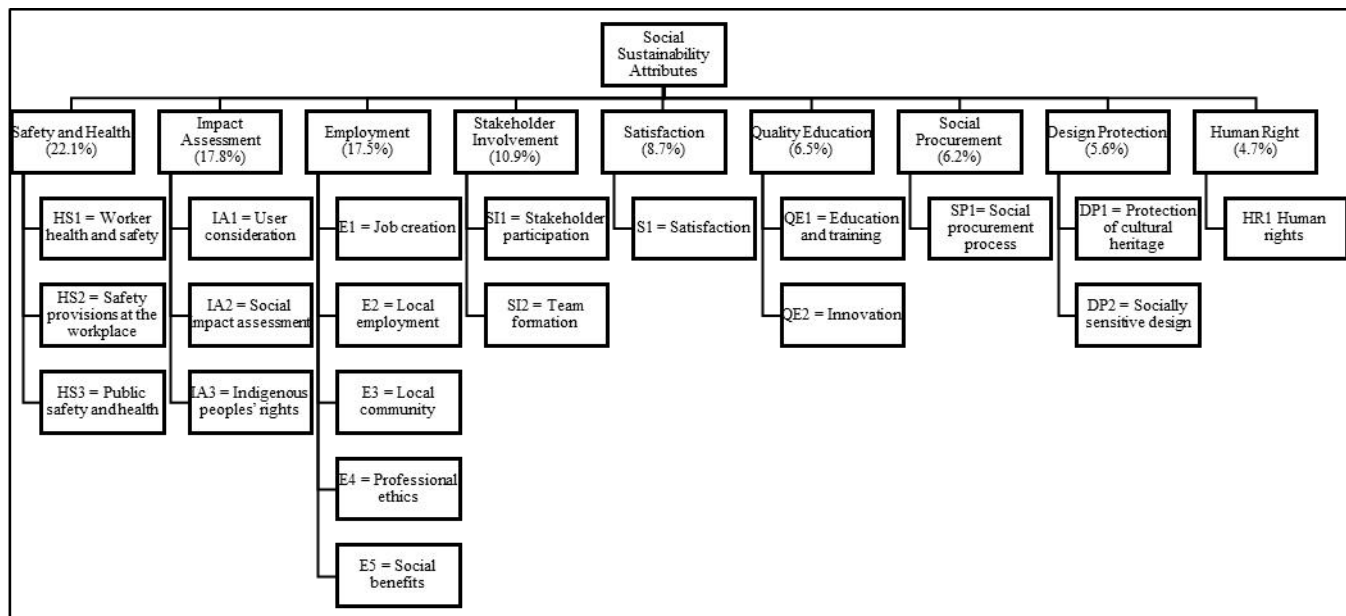 Social
Sustainability
Attributes
Safety and Health
(22.1%)
Impact
Assessment
(17.8%)
Employment
(17.5%)
Stakeholder
Involvement
(10.9%)
Satisfaction
(8.7%)
Quality Education
(6.5%)
Social
Procurement
(6.2%)
Design Protection
(5.6%)
Human Right
(4.7%)
HS1 = Worker
health and safety
IA1 = User
consideration
E1 = Job creation
SI1 = Stakeholder
participation
S1 = Satisfaction
QE1 = Education
and training
SP1= Social
procurement
process
DP1 = Protection
of cultural
heritage
HR1 Human
rights
HS2 = Safety
provisions at the
workplace
IA2 = Social
impact assessment
E2 = Local
employment
SI2 = Team
formation
QE2 = Innovation
DP2 = Socially
sensitive design
HS3 = Public
safety and health
IA3 = Indigenous
peoples' rights
E3 = Local
community
E4 = Professional
ethics
E5 = Social
benefits